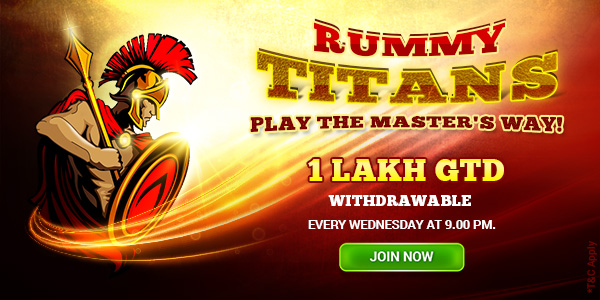 RUMMY
TITANS
PLAY THE MASTER'S WAY!
1 LAKH GTD
WITHDRAWABLE
EVERY WEDNESDAY AT 9.00 PM.
JOIN NOW
*T&C Apply